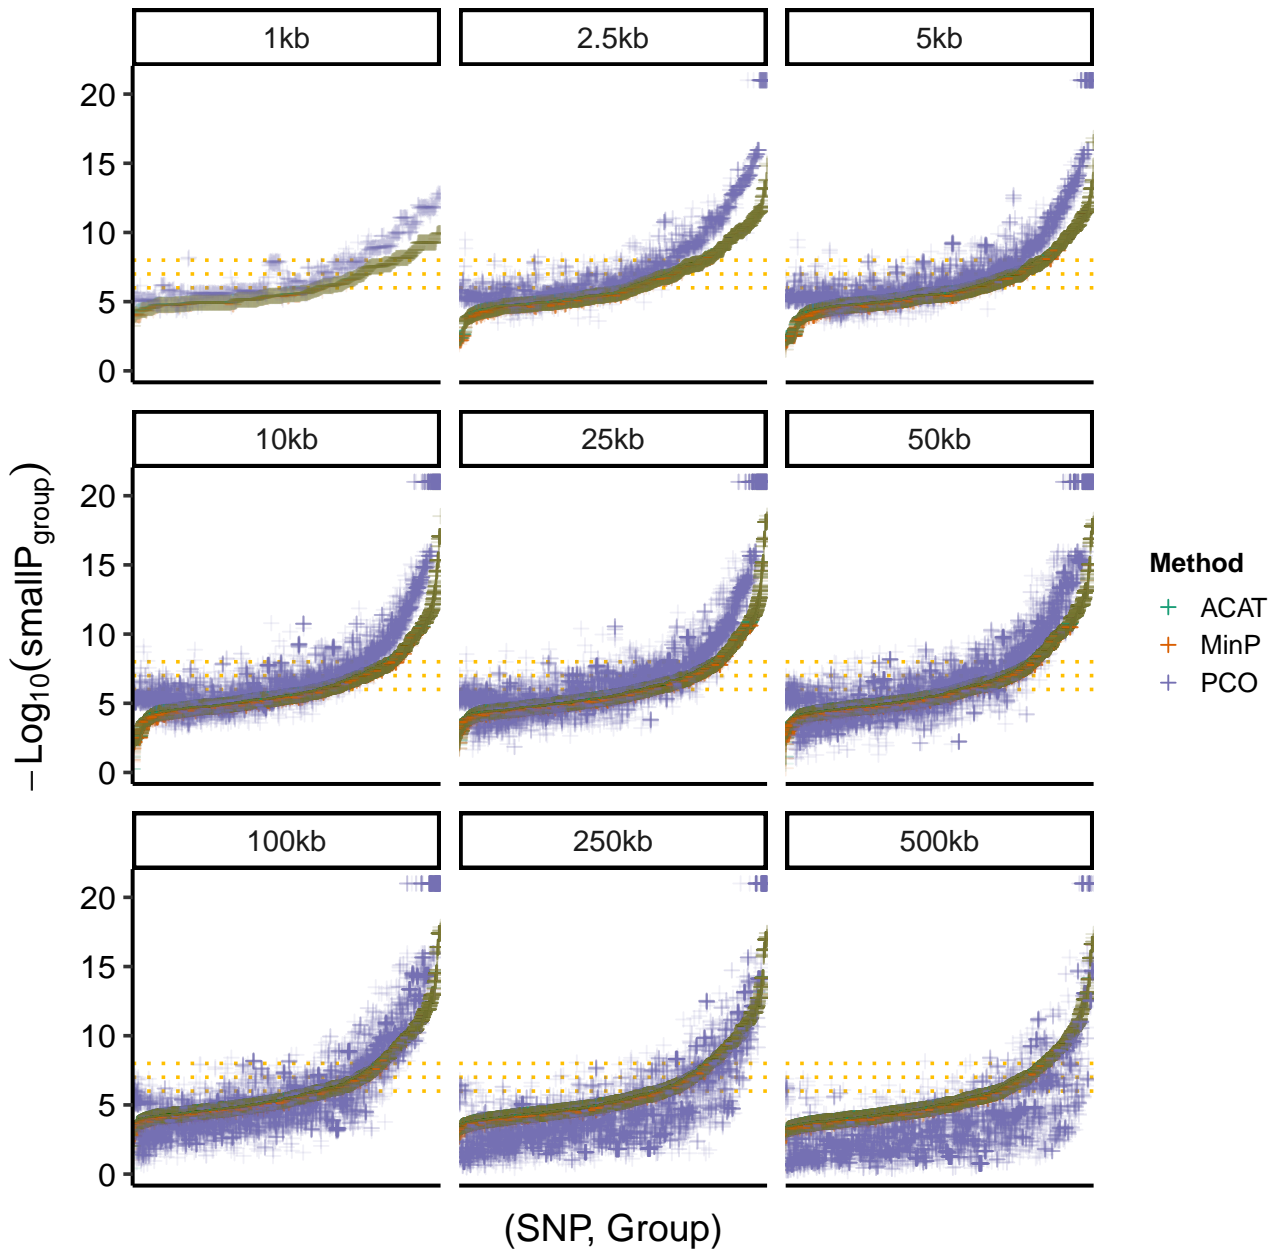 1kb
2.5kb
5kb
20
15
10
5
0
10kb
25kb
50kb
20
15
10
5
0
100kb
250kb
500kb
20
15
10
5
0
−Log₁₀(smallP_group)
(SNP, Group)
Method
ACAT
MinP
PCO